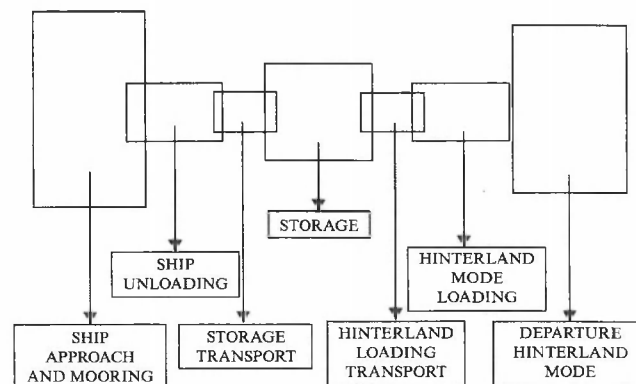 STORAGE
SHIP
UNLOADING
HINTERLAND
MODE
LOADING
SHIP
APPROACH
AND MOORING
STORAGE
TRANSPORT
HINTERLAND
LOADING
TRANSPORT
DEPARTURE
HINTERLAND
MODE